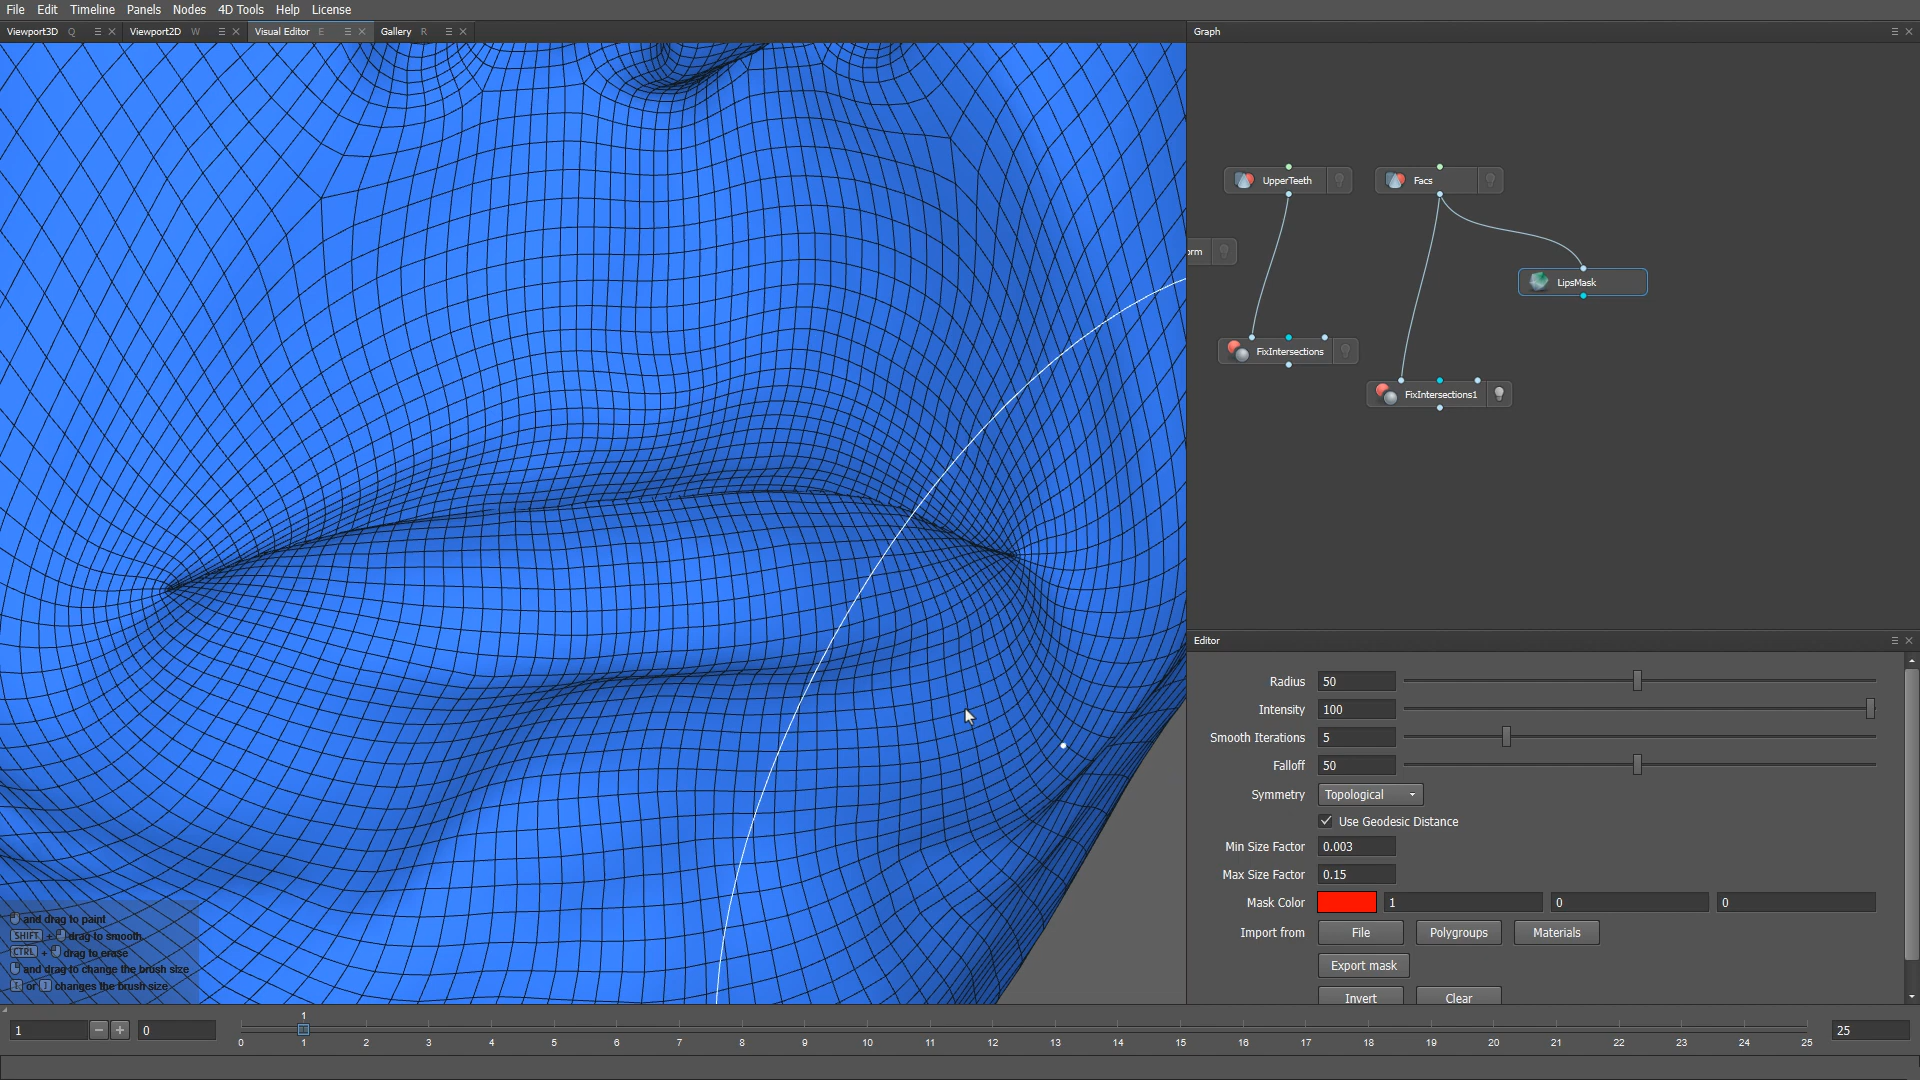 File Edit Timeline Panels Nodes 4D Tools Help License
Viewport3D Q Viewport2D W Visual Editor E Gallery R
Graph
UpperTeeth
Facs
orm
LipsMask
FixIntersections
FixIntersections1
Editor
Radius 50
Intensity 100
Smooth Iterations 5
Falloff 50
Symmetry Topological
Use Geodesic Distance
Min Size Factor 0.003
Max Size Factor 0.15
Mask Color 1 0 0
Import from File Polygroups Materials
Export mask
Invert Clear
and drag to paint
SHIFT + drag to smooth
CTRL + drag to erase
and drag to change the brush size
[ or ] changes the brush size
1
1 0 25
0 1 2 3 4 5 6 7 8 9 10 11 12 13 14 15 16 17 18 19 20 21 22 23 24 25